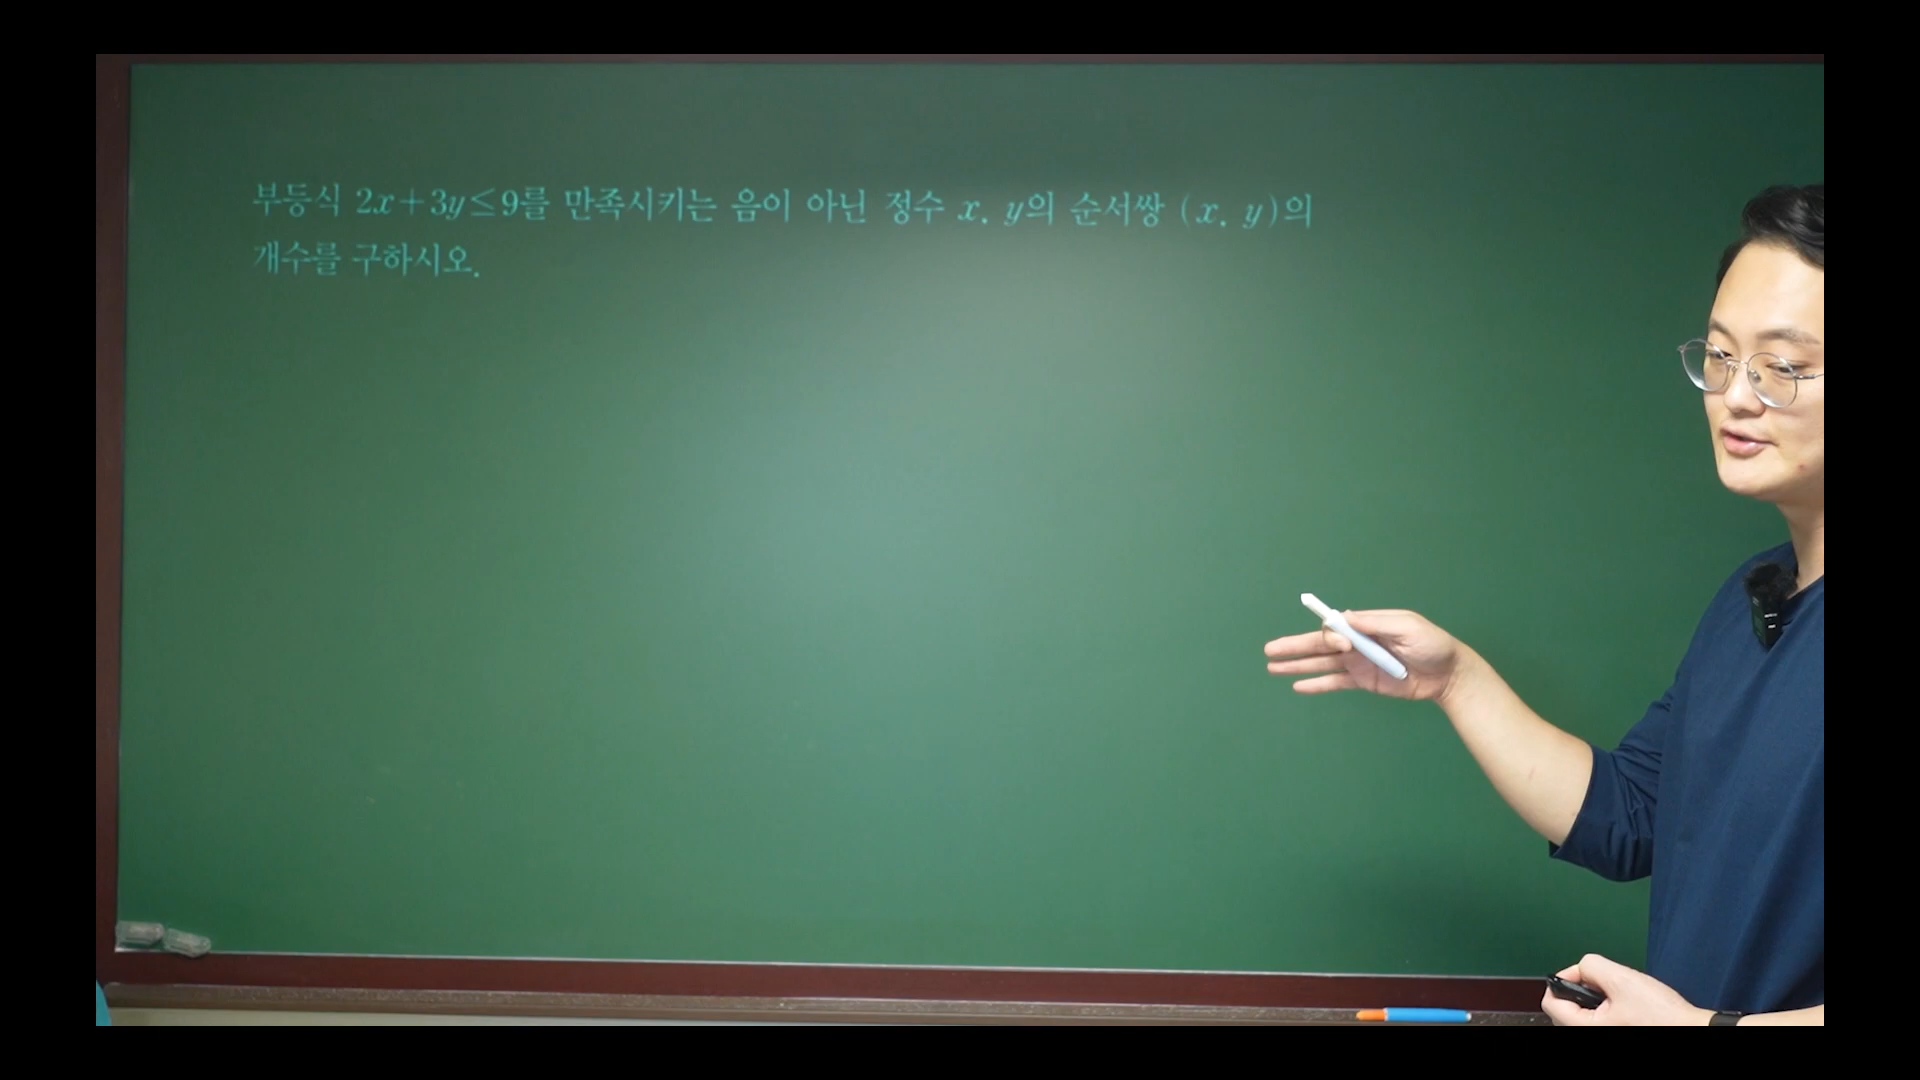 부등식 2x+3y≤9를 만족시키는 음이 아닌 정수 x, y의 순서쌍 (x, y)의
개수를 구하시오.